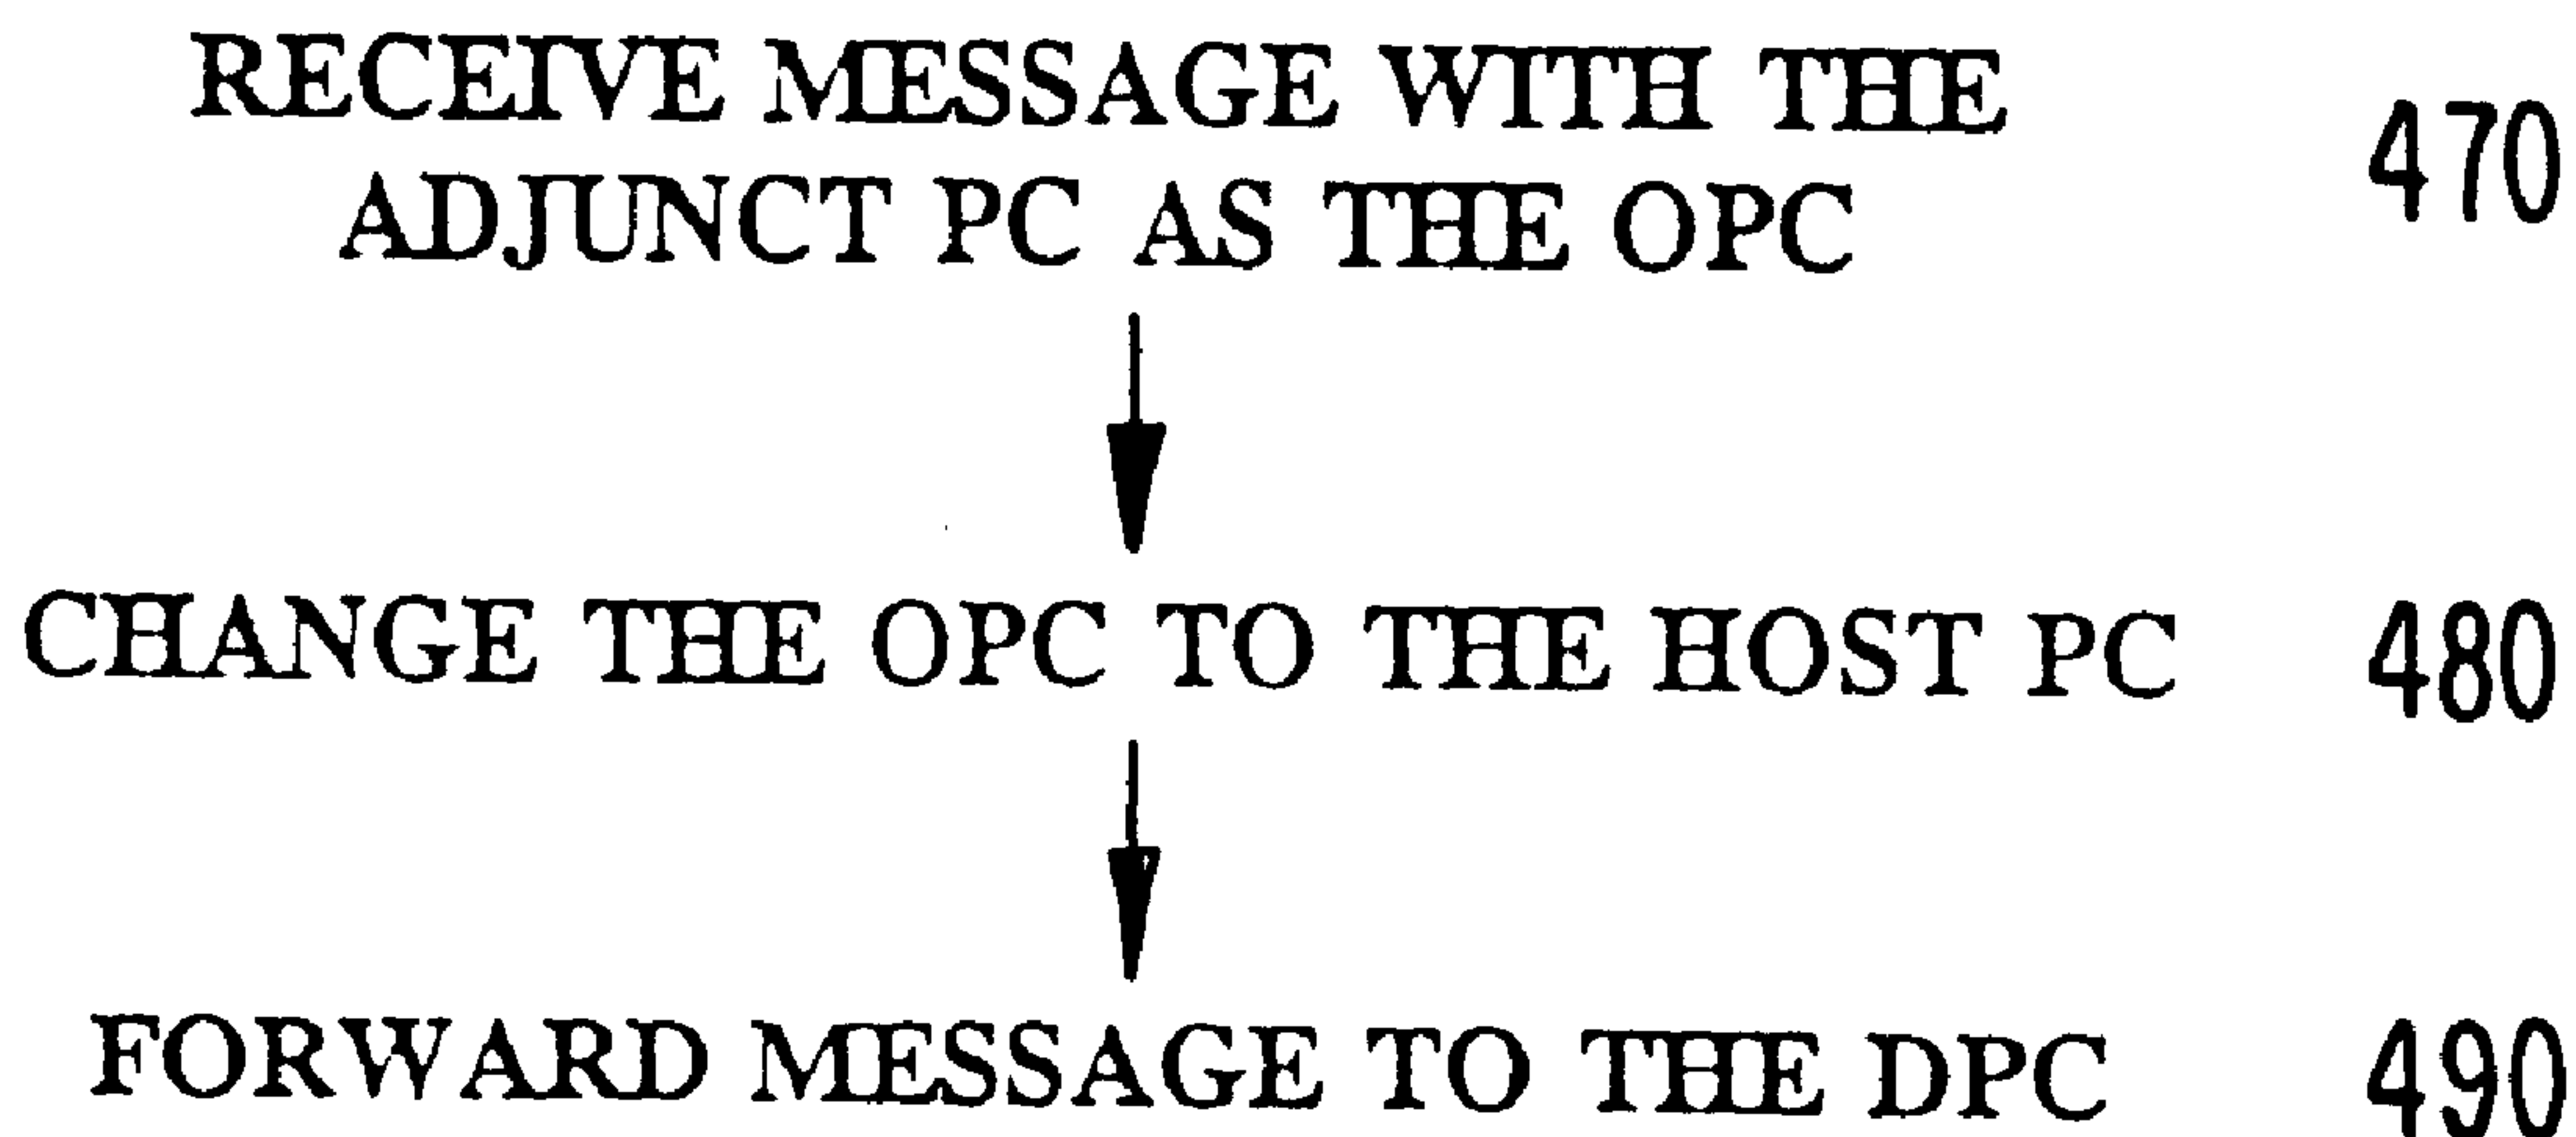 RECEIVE MESSAGE WITH THE 470
ADJUNCT PC AS THE OPC
CHANGE THE OPC TO THE HOST PC 480
FORWARD MESSAGE TO THE DPC 490